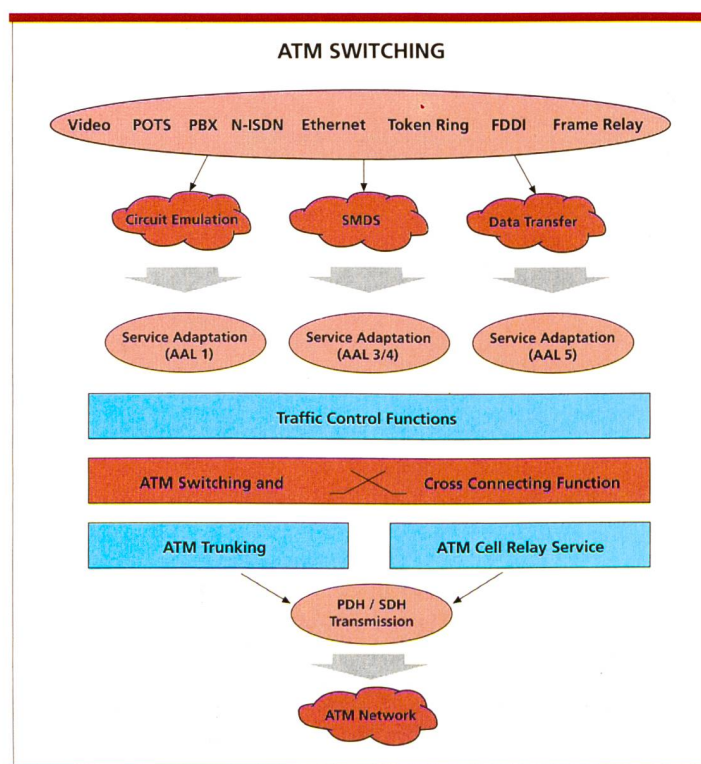 ATM SWITCHING
Video POTS PBX N-ISDN Ethernet Token Ring FDDI Frame Relay
Circuit Emulation
SMDS
Data Transfer
Service Adaptation
(AAL 1)
Service Adaptation
(AAL 3/4)
Service Adaptation
(AAL 5)
Traffic Control Functions
ATM Switching and Cross Connecting Function
ATM Trunking
ATM Cell Relay Service
PDH / SDH
Transmission
ATM Network